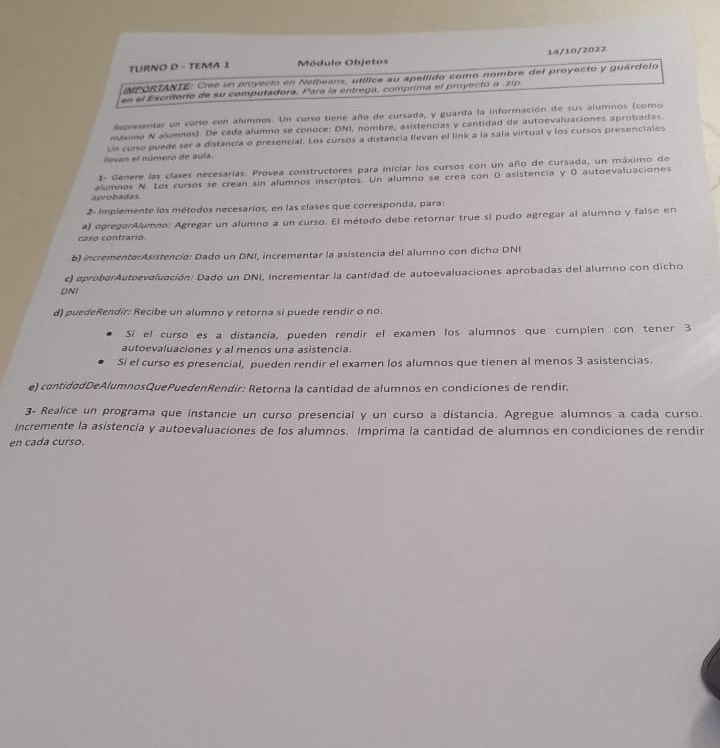 14/10/2022
TURNO D - TEMA 1 Módulo Objetos
IMPORTANTE: Cree un proyecto en Netbeans, utilice su apellido como nombre del proyecto y guárdelo
en el Escritorio de su computadora. Para la entrega, comprima el proyecto a .zip
Representar un curso con alumnos. Un curso tiene año de cursada, y guarda la información de sus alumnos (como
máximo N alumnos). De cada alumno se conoce: DNI, nombre, asistencias y cantidad de autoevaluaciones aprobadas.
Un curso puede ser a distancia o presencial. Los cursos a distancia llevan el link a la sala virtual y los cursos presenciales
llevan el número de aula.
1- Genere las clases necesarias. Provea constructores para iniciar los cursos con un año de cursada, un máximo de
alumnos N. Los cursos se crean sin alumnos inscriptos. Un alumno se crea con 0 asistencia y 0 autoevaluaciones
aprobadas.
2- Implemente los métodos necesarios, en las clases que corresponda, para:
a) agregarAlumno: Agregar un alumno a un curso. El método debe retornar true si pudo agregar al alumno y false en
caso contrario.
b) incrementarAsistencia: Dado un DNI, incrementar la asistencia del alumno con dicho DNI
c) aprobarAutoevaluación: Dado un DNI, incrementar la cantidad de autoevaluaciones aprobadas del alumno con dicho
DNI
d) puedeRendir: Recibe un alumno y retorna si puede rendir o no.
• Si el curso es a distancia, pueden rendir el examen los alumnos que cumplen con tener 3
autoevaluaciones y al menos una asistencia.
• Si el curso es presencial, pueden rendir el examen los alumnos que tienen al menos 3 asistencias.
e) cantidadDeAlumnosQuePuedenRendir: Retorna la cantidad de alumnos en condiciones de rendir.
3- Realice un programa que instancie un curso presencial y un curso a distancia. Agregue alumnos a cada curso.
Incremente la asistencia y autoevaluaciones de los alumnos. Imprima la cantidad de alumnos en condiciones de rendir
en cada curso.